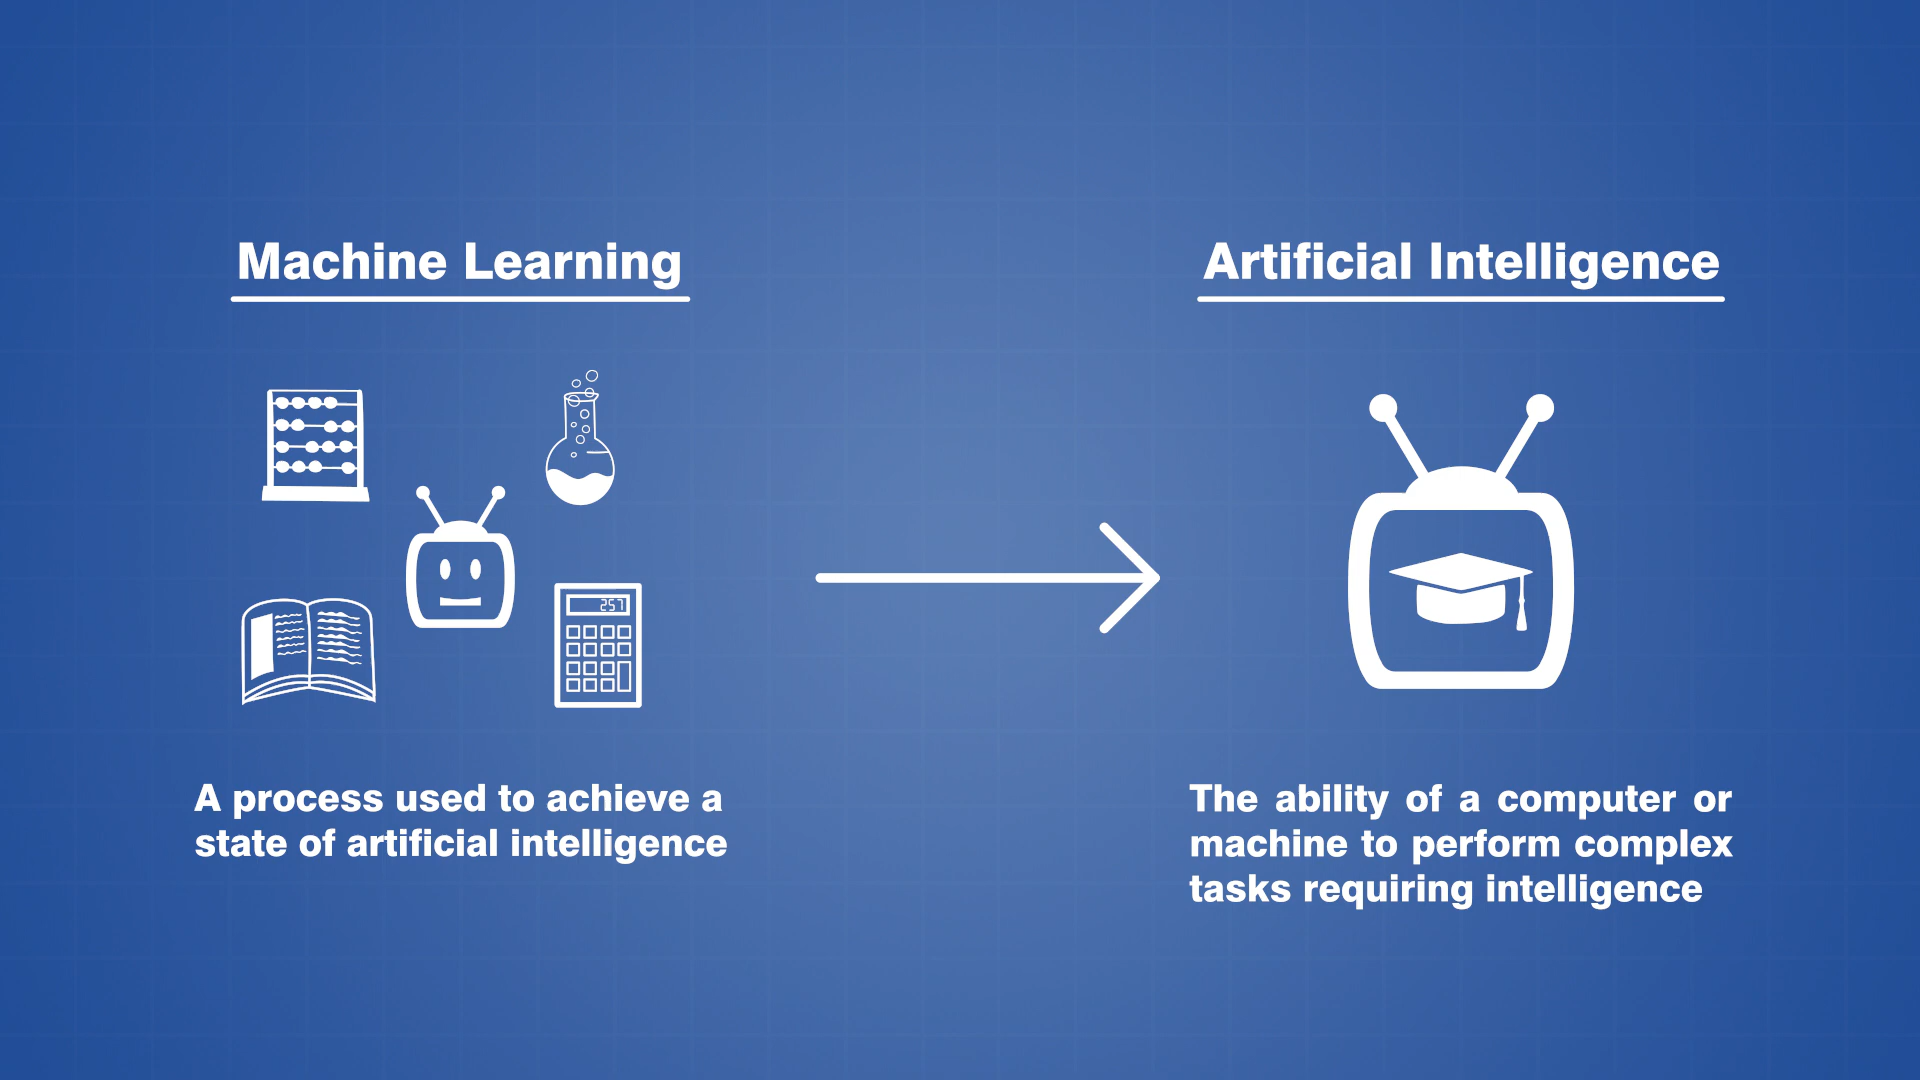 Machine Learning
Artificial Intelligence
257
A process used to achieve a
state of artificial intelligence
The ability of a computer or
machine to perform complex
tasks requiring intelligence